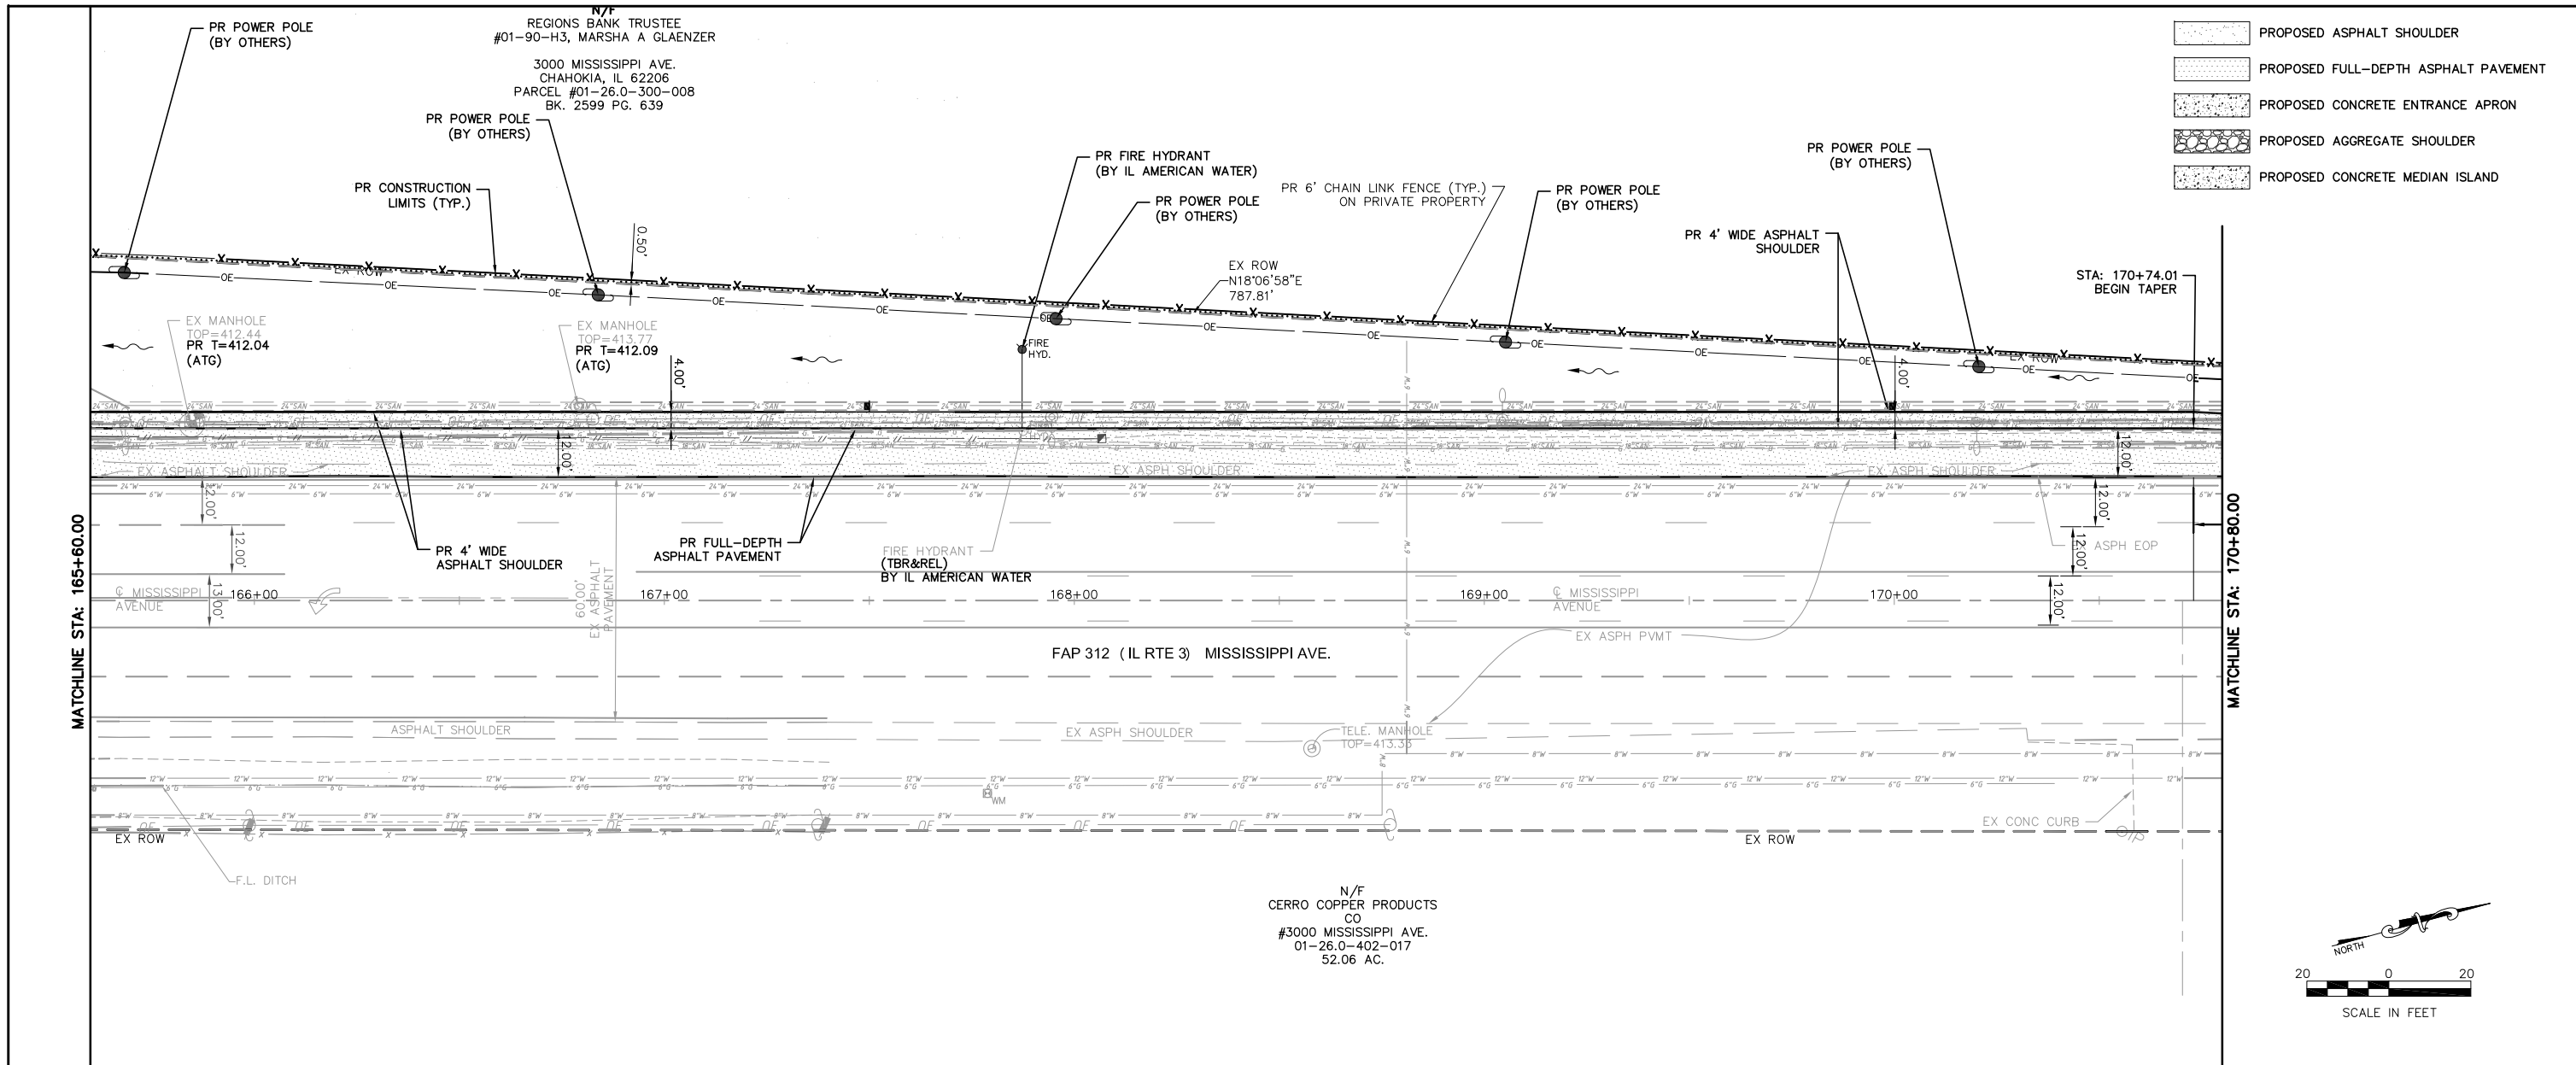 N/F
REGIONS BANK TRUSTEE
#01-90-H3, MARSHA A GLAENZER
3000 MISSISSIPPI AVE.
CHAHOKIA, IL 62206
PARCEL #01-26.0-300-008
BK. 2599 PG. 639
PR POWER POLE
(BY OTHERS)
PR POWER POLE
(BY OTHERS)
PR CONSTRUCTION
LIMITS (TYP.)
PR FIRE HYDRANT
(BY IL AMERICAN WATER)
PR POWER POLE
(BY OTHERS)
PR 6' CHAIN LINK FENCE (TYP.)
ON PRIVATE PROPERTY
PR POWER POLE
(BY OTHERS)
PR POWER POLE
(BY OTHERS)
PR 4' WIDE ASPHALT
SHOULDER
STA: 170+74.01
BEGIN TAPER
PROPOSED ASPHALT SHOULDER
PROPOSED FULL-DEPTH ASPHALT PAVEMENT
PROPOSED CONCRETE ENTRANCE APRON
PROPOSED AGGREGATE SHOULDER
PROPOSED CONCRETE MEDIAN ISLAND
0.50'
EX ROW
EX ROW
N18°06'58"E
787.81'
EX ROW
OE
EX MANHOLE
TOP=412.44
PR T=412.04
(ATG)
EX MANHOLE
TOP=413.77
PR T=412.09
(ATG)
4.00'
FIRE
HYD.
4.00'
24"SAN
12.00'
12.00'
EX ASPHALT SHOULDER
EX ASPH SHOULDER
EX ASPH SHOULDER
24"W
6"W
12.00'
12.00'
12.00'
12.00'
13.00'
12.00'
PR 4' WIDE
ASPHALT SHOULDER
PR FULL-DEPTH
ASPHALT PAVEMENT
FIRE HYDRANT
(TBR&REL)
BY IL AMERICAN WATER
ASPH EOP
60.00'
EX ASPHALT
PAVEMENT
MATCHLINE STA: 165+60.00
MATCHLINE STA: 170+80.00
℄ MISSISSIPPI
AVENUE
166+00
167+00
168+00
169+00
℄ MISSISSIPPI
AVENUE
170+00
EX ASPH PVMT
FAP 312 (IL RTE 3) MISSISSIPPI AVE.
ASPHALT SHOULDER
EX ASPH SHOULDER
TELE. MANHOLE
TOP=413.33
8"W
12"W
6"G
WM
EX CONC CURB
EX ROW
EX ROW
F.L. DITCH
N/F
CERRO COPPER PRODUCTS
CO
#3000 MISSISSIPPI AVE.
01-26.0-402-017
52.06 AC.
NORTH
20 0 20
SCALE IN FEET